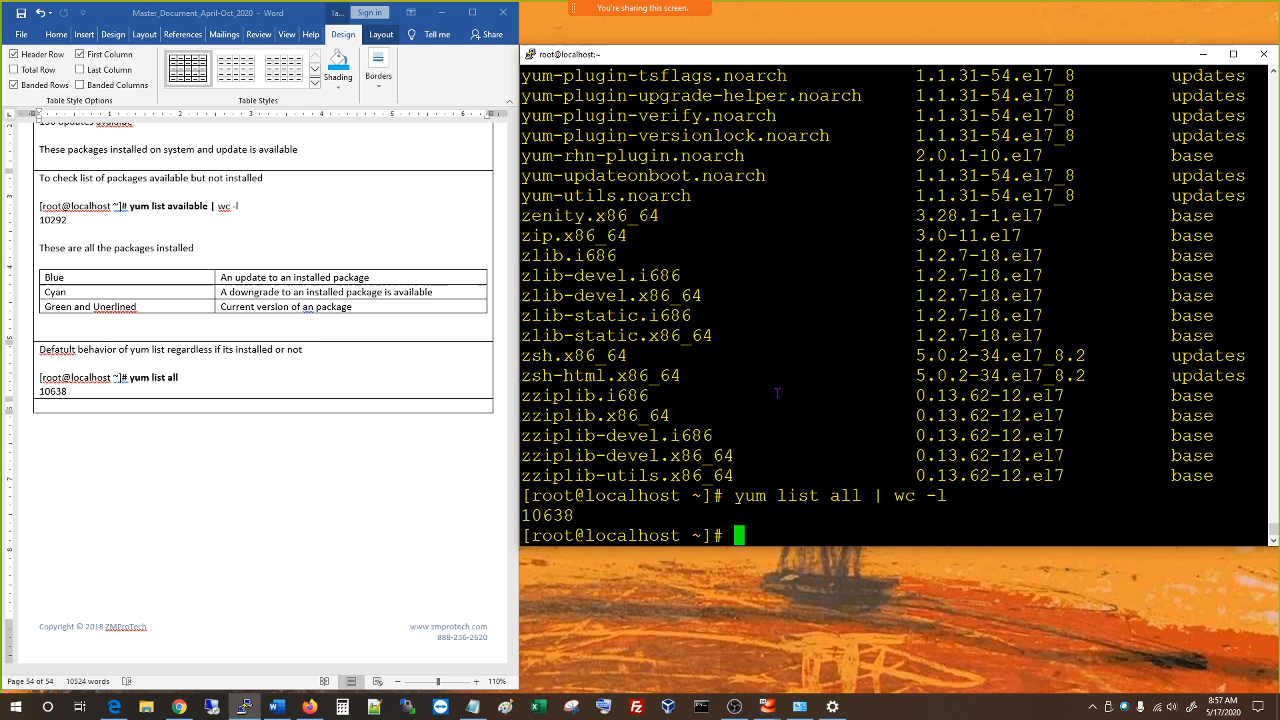 Master_Document_April-Oct_2020 - Word
Ta...
Sign in
You're sharing this screen.
File
Home
Insert
Draw
Layout
References
Mailings
Review
View
Help
Design
Layout
Tell me
Share
Header Row
First Column
Total Row
Last Column
Banded Rows
Banded Columns
Shading
Borders
Table Style Options
Table Styles
1
2
3
4
5
6
These packages installed on system and update is available
To check list of packages available but not installed
[root@localhost ~]# yum list available | wc -l
10292
These are all the packages installed
Blue An update to an installed package
Cyan A downgrade to an installed package is available
Green and Unerlined Current version of an package
Defatult behavior of yum list regardless if its installed or not
[root@localhost ~]# yum list all
10638
Copyright © 2018 ZMProTech
www.zmprotech.com
888-236-2620
Page 54 of 54 10524 words
110%
root@localhost:~
yum-plugin-tsflags.noarch 1.1.31-54.el7_8 updates
yum-plugin-upgrade-helper.noarch 1.1.31-54.el7_8 updates
yum-plugin-verify.noarch 1.1.31-54.el7_8 updates
yum-plugin-versionlock.noarch 1.1.31-54.el7_8 updates
yum-rhn-plugin.noarch 2.0.1-10.el7 base
yum-updateonboot.noarch 1.1.31-54.el7_8 updates
yum-utils.noarch 1.1.31-54.el7_8 updates
zenity.x86_64 3.28.1-1.el7 base
zip.x86_64 3.0-11.el7 base
zlib.i686 1.2.7-18.el7 base
zlib-devel.i686 1.2.7-18.el7 base
zlib-devel.x86_64 1.2.7-18.el7 base
zlib-static.i686 1.2.7-18.el7 base
zlib-static.x86_64 1.2.7-18.el7 base
zsh.x86_64 5.0.2-34.el7_8.2 updates
zsh-html.x86_64 5.0.2-34.el7_8.2 updates
zziplib.i686 0.13.62-12.el7 base
zziplib.x86_64 0.13.62-12.el7 base
zziplib-devel.i686 0.13.62-12.el7 base
zziplib-devel.x86_64 0.13.62-12.el7 base
zziplib-utils.x86_64 0.13.62-12.el7 base
[root@localhost ~]# yum list all | wc -l
10638
[root@localhost ~]#
8:57 AM
5/17/2020